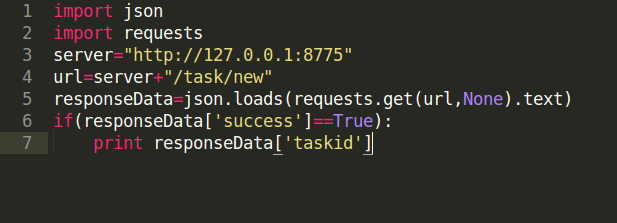 1 import json
2 import requests
3 server="http://127.0.0.1:8775"
4 url=server+"/task/new"
5 responseData=json.loads(requests.get(url,None).text)
6 if(responseData['success']==True):
7     print responseData['taskid']